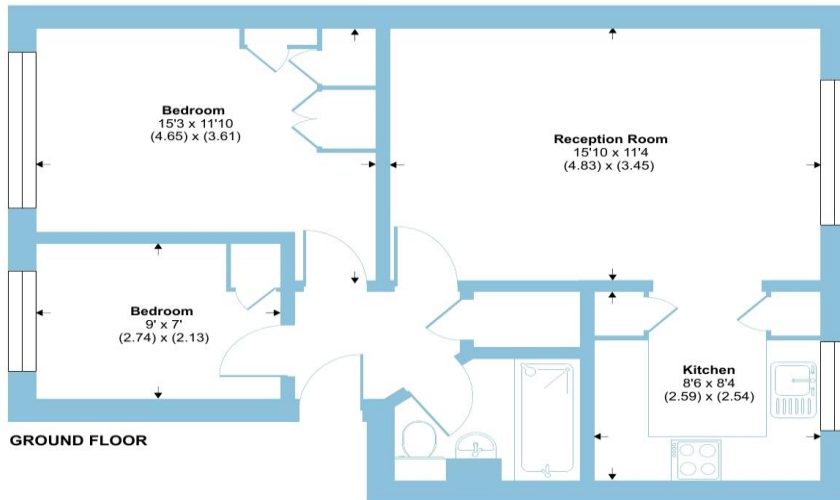 Bedroom
15'3 x 11'10
(4.65) x (3.61)
Reception Room
15'10 x 11'4
(4.83) x (3.45)
Bedroom
9' x 7'
(2.74) x (2.13)
Kitchen
8'6 x 8'4
(2.59) x (2.54)
GROUND FLOOR